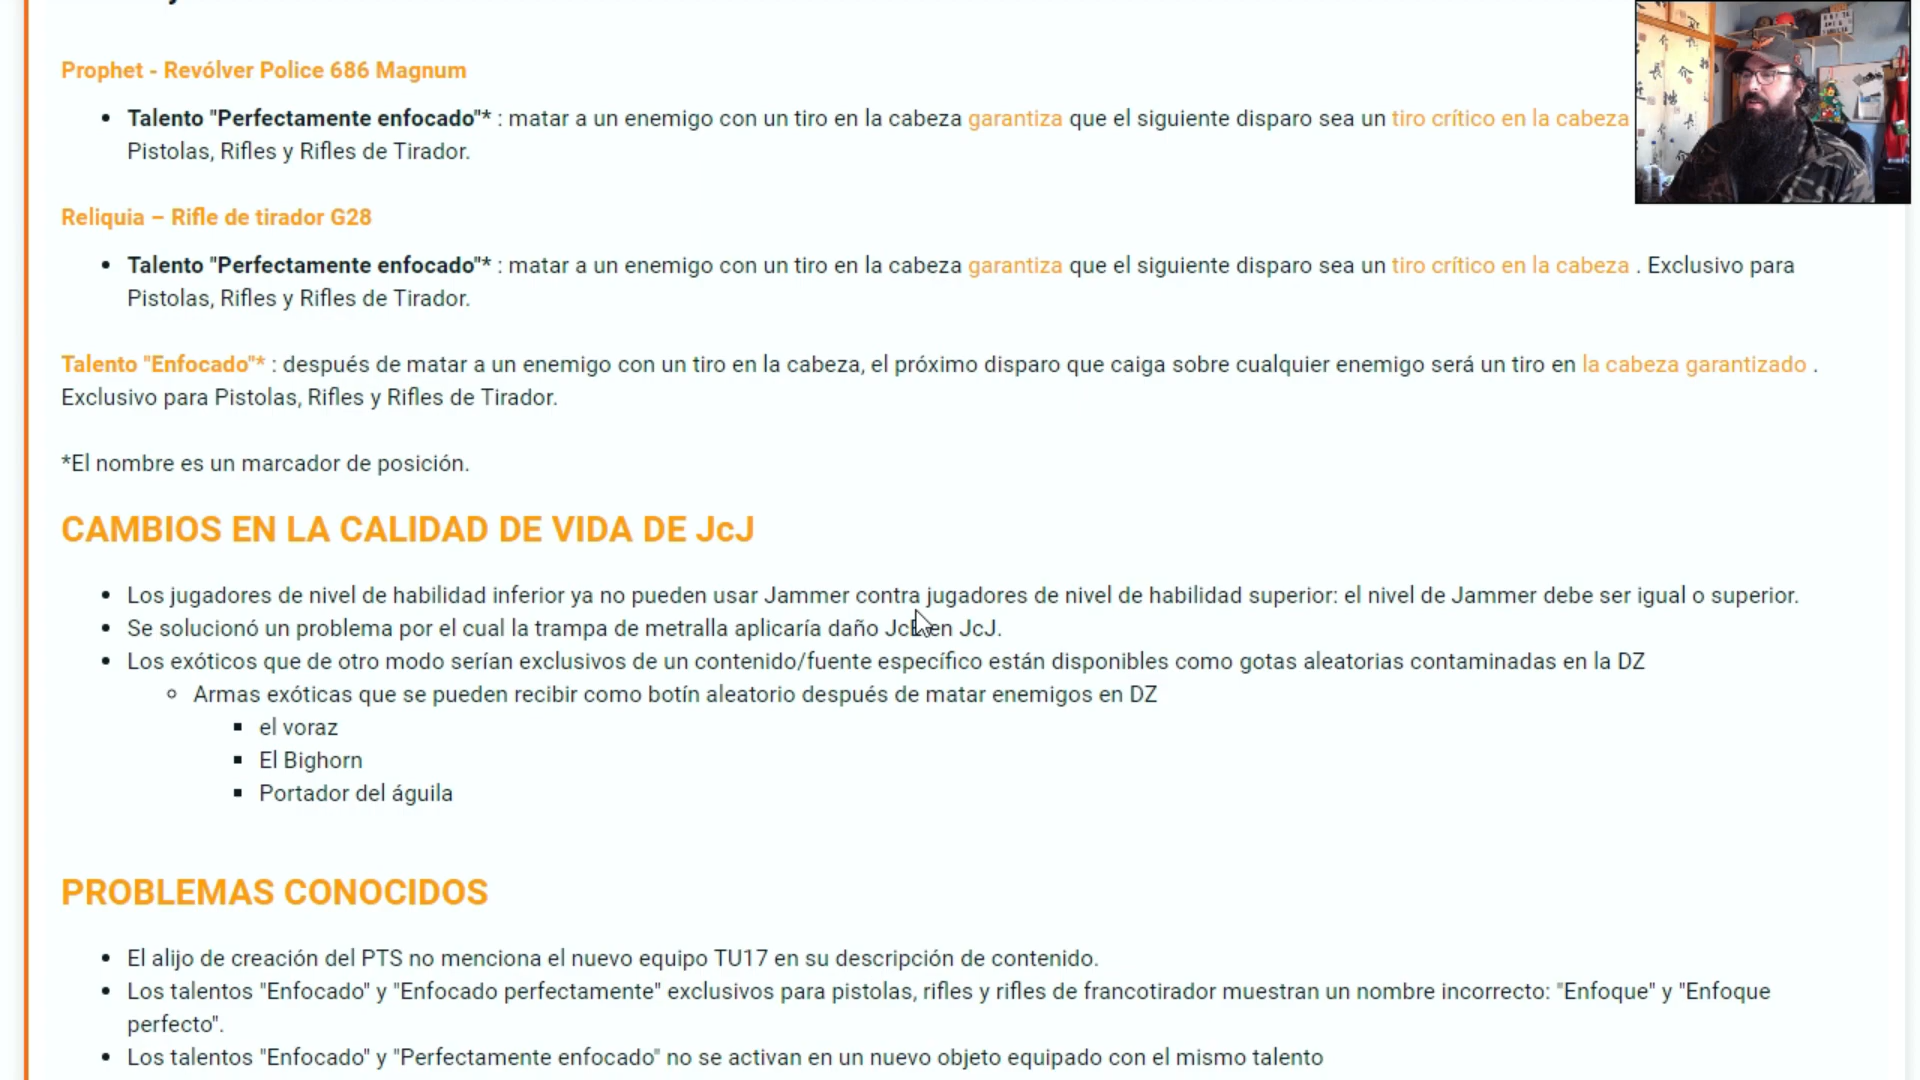 Prophet - Revólver Police 686 Magnum
• Talento "Perfectamente enfocado"* : matar a un enemigo con un tiro en la cabeza garantiza que el siguiente disparo sea un tiro crítico en la cabeza
Pistolas, Rifles y Rifles de Tirador.
Reliquia – Rifle de tirador G28
• Talento "Perfectamente enfocado"* : matar a un enemigo con un tiro en la cabeza garantiza que el siguiente disparo sea un tiro crítico en la cabeza . Exclusivo para
Pistolas, Rifles y Rifles de Tirador.
Talento "Enfocado"* : después de matar a un enemigo con un tiro en la cabeza, el próximo disparo que caiga sobre cualquier enemigo será un tiro en la cabeza garantizado .
Exclusivo para Pistolas, Rifles y Rifles de Tirador.
*El nombre es un marcador de posición.
CAMBIOS EN LA CALIDAD DE VIDA DE JcJ
• Los jugadores de nivel de habilidad inferior ya no pueden usar Jammer contra jugadores de nivel de habilidad superior: el nivel de Jammer debe ser igual o superior.
• Se solucionó un problema por el cual la trampa de metralla aplicaría daño JcE en JcJ.
• Los exóticos que de otro modo serían exclusivos de un contenido/fuente específico están disponibles como gotas aleatorias contaminadas en la DZ
◦ Armas exóticas que se pueden recibir como botín aleatorio después de matar enemigos en DZ
▪ el voraz
▪ El Bighorn
▪ Portador del águila
PROBLEMAS CONOCIDOS
• El alijo de creación del PTS no menciona el nuevo equipo TU17 en su descripción de contenido.
• Los talentos "Enfocado" y "Enfocado perfectamente" exclusivos para pistolas, rifles y rifles de francotirador muestran un nombre incorrecto: "Enfoque" y "Enfoque
perfecto".
• Los talentos "Enfocado" y "Perfectamente enfocado" no se activan en un nuevo objeto equipado con el mismo talento